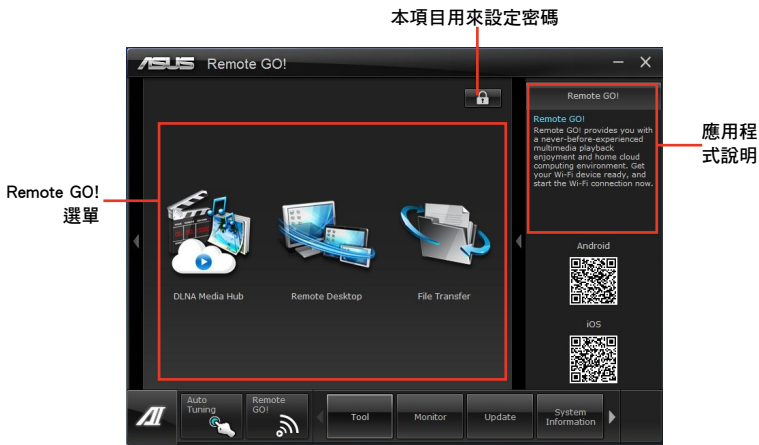 本項目用來設定密碼
ASUS Remote GO!
Remote GO!
選單
DLNA Media Hub
Remote Desktop
File Transfer
Remote GO!
Remote GO!
Remote GO! provides you with
a never-before-experienced
multimedia playback
enjoyment and home cloud
computing environment. Get
your Wi-Fi device ready, and
start the Wi-Fi connection now.
應用程
式說明
Android
iOS
Auto
Tuning
Remote
GO!
Tool
Monitor
Update
System
Information